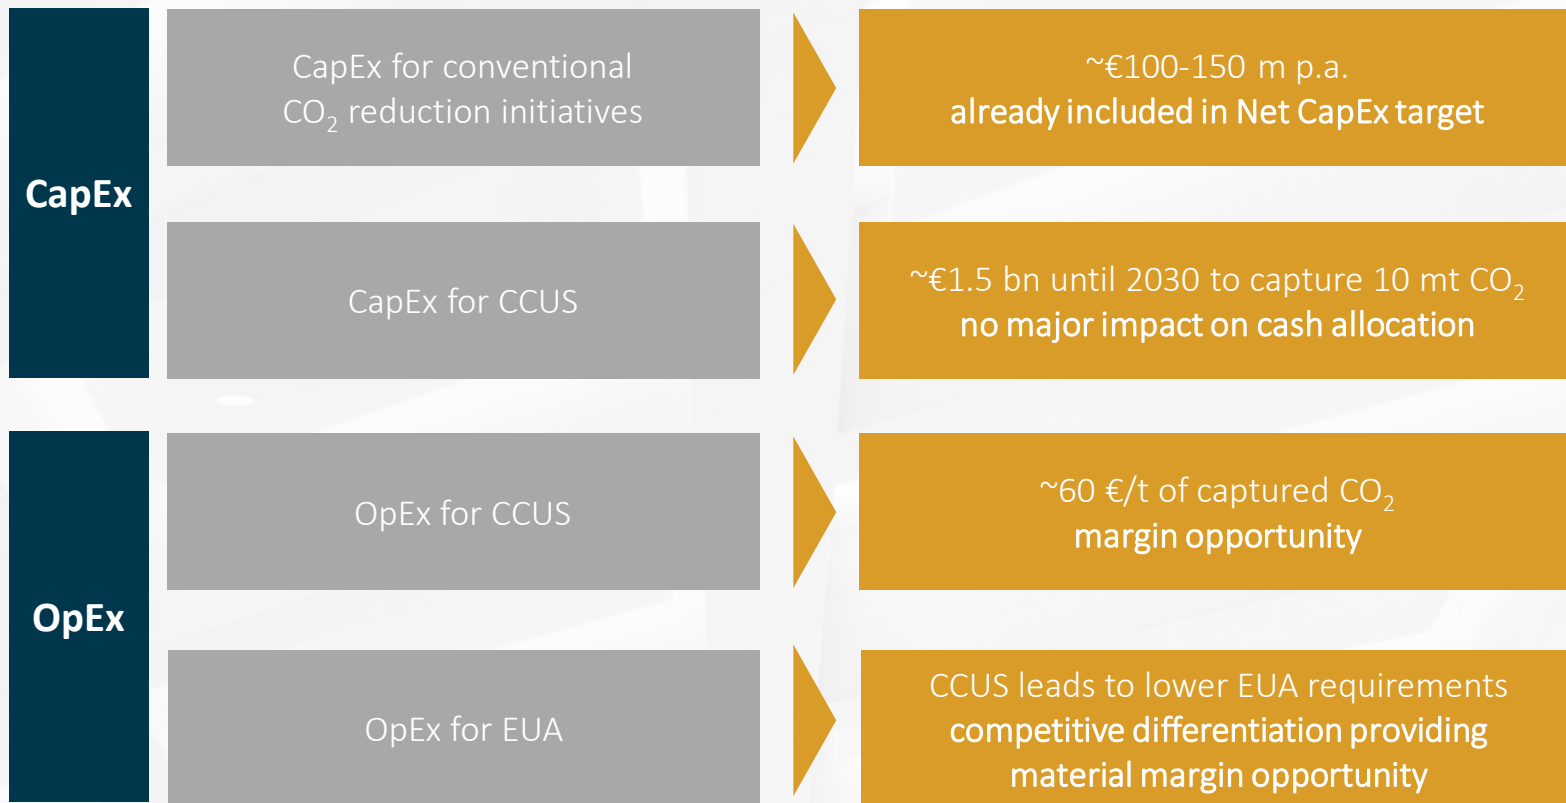 CapEx
CapEx for conventional
CO₂ reduction initiatives
~€100-150 m p.a.
already included in Net CapEx target
CapEx for CCUS
~€1.5 bn until 2030 to capture 10 mt CO₂
no major impact on cash allocation
OpEx
OpEx for CCUS
~60 €/t of captured CO₂
margin opportunity
OpEx for EUA
CCUS leads to lower EUA requirements
competitive differentiation providing
material margin opportunity